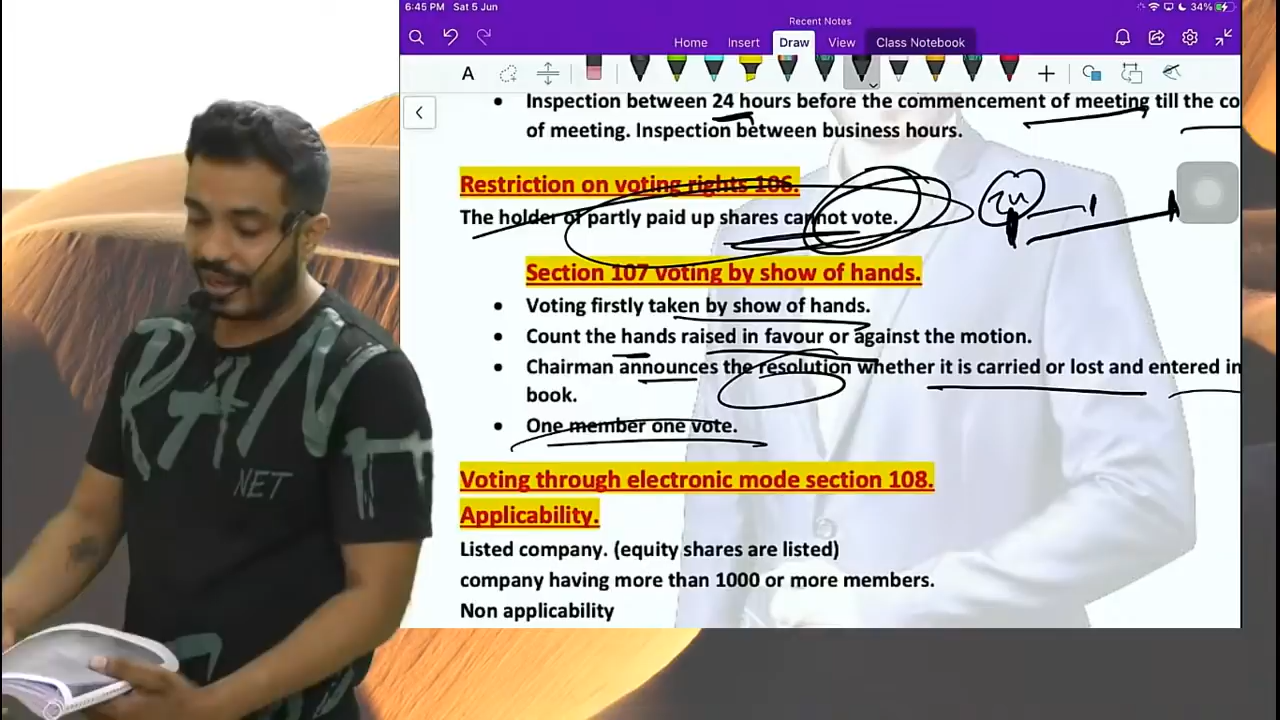 6:45 PM Sat 5 Jun
34%
Recent Notes
Home Insert Draw View Class Notebook
A
• Inspection between 24 hours before the commencement of meeting till the co
of meeting. Inspection between business hours.
Restriction on voting rights 106.
The holder of partly paid up shares cannot vote.
Section 107 voting by show of hands.
• Voting firstly taken by show of hands.
• Count the hands raised in favour or against the motion.
• Chairman announces the resolution whether it is carried or lost and entered in
book.
• One member one vote.
Voting through electronic mode section 108.
Applicability.
Listed company. (equity shares are listed)
company having more than 1000 or more members.
Non applicability
NET